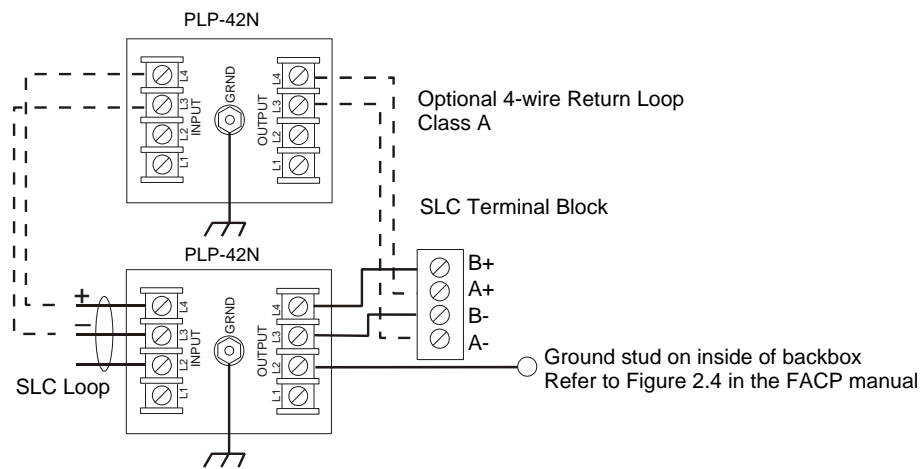 PLP-42N
L4
L3
L2
L1
INPUT
GRND
OUTPUT
L4
L3
L2
L1
Optional 4-wire Return Loop
Class A
SLC Terminal Block
PLP-42N
+
−
SLC Loop
L4
L3
L2
L1
INPUT
GRND
OUTPUT
L4
L3
L2
L1
B+
A+
B-
A-
Ground stud on inside of backbox
Refer to Figure 2.4 in the FACP manual